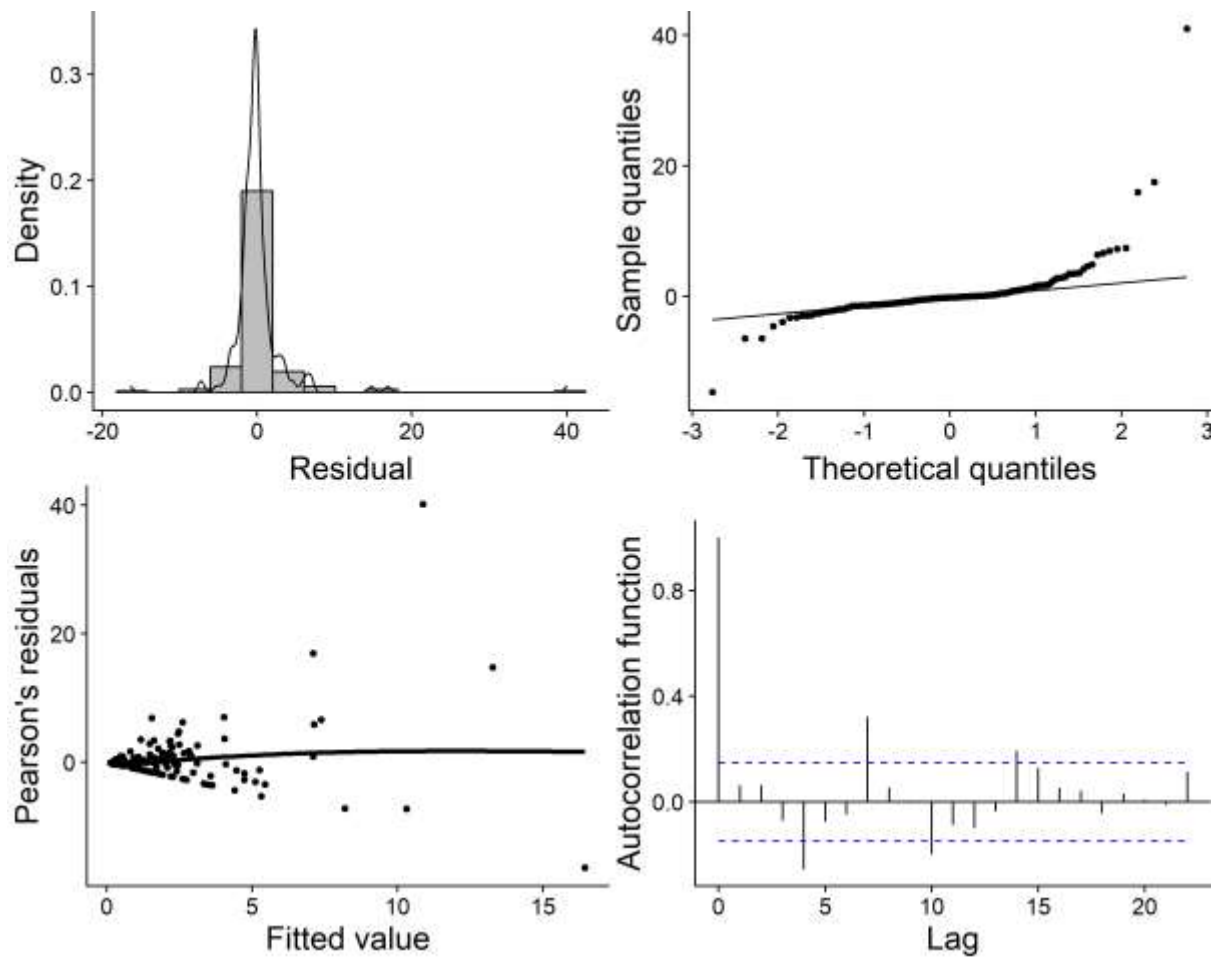 Density
0.3
0.2
0.1
0.0
-20 0 20 40
Residual
Sample quantiles
40
20
0
-3 -2 -1 0 1 2 3
Theoretical quantiles
Pearson's residuals
40
20
0
0 5 10 15
Fitted value
Autocorrelation function
0.8
0.4
0.0
0 5 10 15 20
Lag